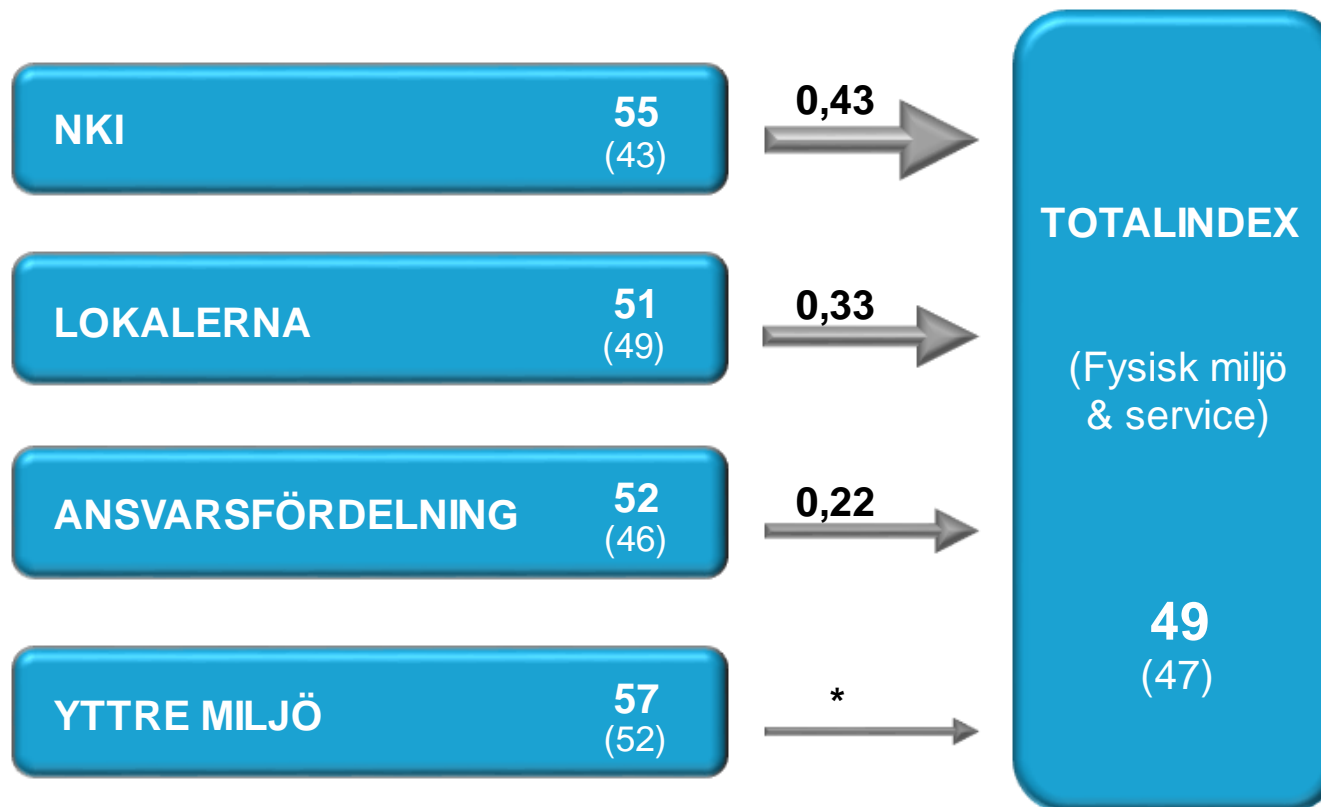 NKI
55
(43)
0,43
LOKALERNA
51
(49)
0,33
ANSVARSFÖRDELNING
52
(46)
0,22
YTTRE MILJÖ
57
(52)
*
TOTALINDEX
(Fysisk miljö
& service)
49
(47)